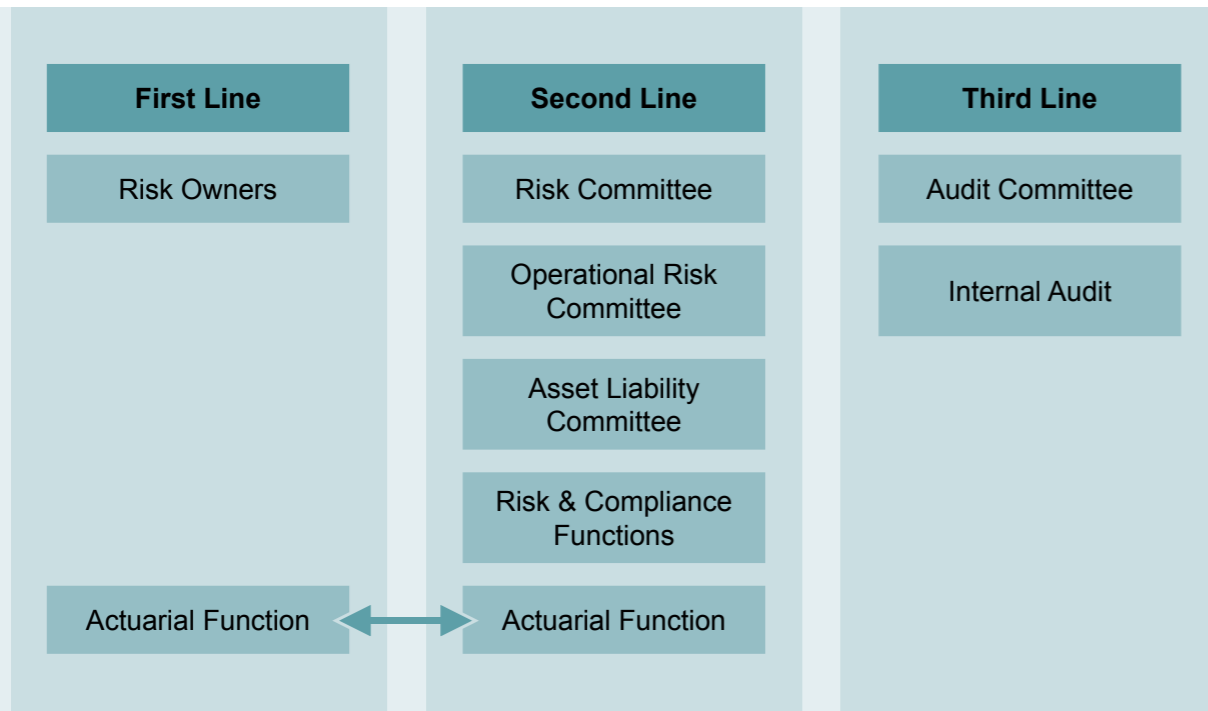 First Line
Risk Owners
Actuarial Function
Second Line
Risk Committee
Operational Risk
Committee
Asset Liability
Committee
Risk & Compliance
Functions
Actuarial Function
Third Line
Audit Committee
Internal Audit